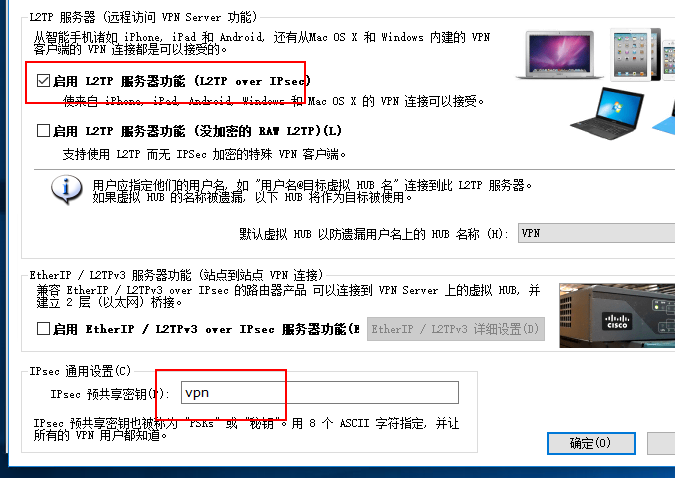 L2TP 服务器 (远程访问 VPN Server 功能)
从智能手机诸如 iPhone, iPad 和 Android, 还有从Mac OS X 和 Windows 内建的 VPN
客户端的 VPN 连接都是可以接受的。
启用 L2TP 服务器功能 (L2TP over IPsec)
使来自 iPhone, iPad, Android, Windows 和 Mac OS X 的 VPN 连接可以接受。
启用 L2TP 服务器功能 (没加密的 RAW L2TP)(L)
支持使用 L2TP 而无 IPSec 加密的特殊 VPN 客户端。
用户应指定他们的用户名, 如 "用户名@目标虚拟 HUB 名" 连接到此 L2TP 服务器。
如果虚拟 HUB 的名称被遗漏, 以下 HUB 将作为目标被使用。
默认虚拟 HUB 以防遗漏用户名上的 HUB 名称 (H):
VPN
EtherIP / L2TPv3 服务器功能 (站点到站点 VPN 连接)
兼容 EtherIP / L2TPv3 over IPsec 的路由器产品 可以连接到 VPN Server 上的虚拟 HUB, 并
建立 2 层 (以太网) 桥接。
启用 EtherIP / L2TPv3 over IPsec 服务器功能(E
EtherIP / L2TPv3 详细设置(D)
CISCO
IPsec 通用设置(C)
IPsec 预共享密钥(P):
vpn
IPsec 预共享密钥也被称为 "PSKs" 或 "秘钥"。用 8 个 ASCII 字符指定, 并让
所有的 VPN 用户都知道。
确定(O)